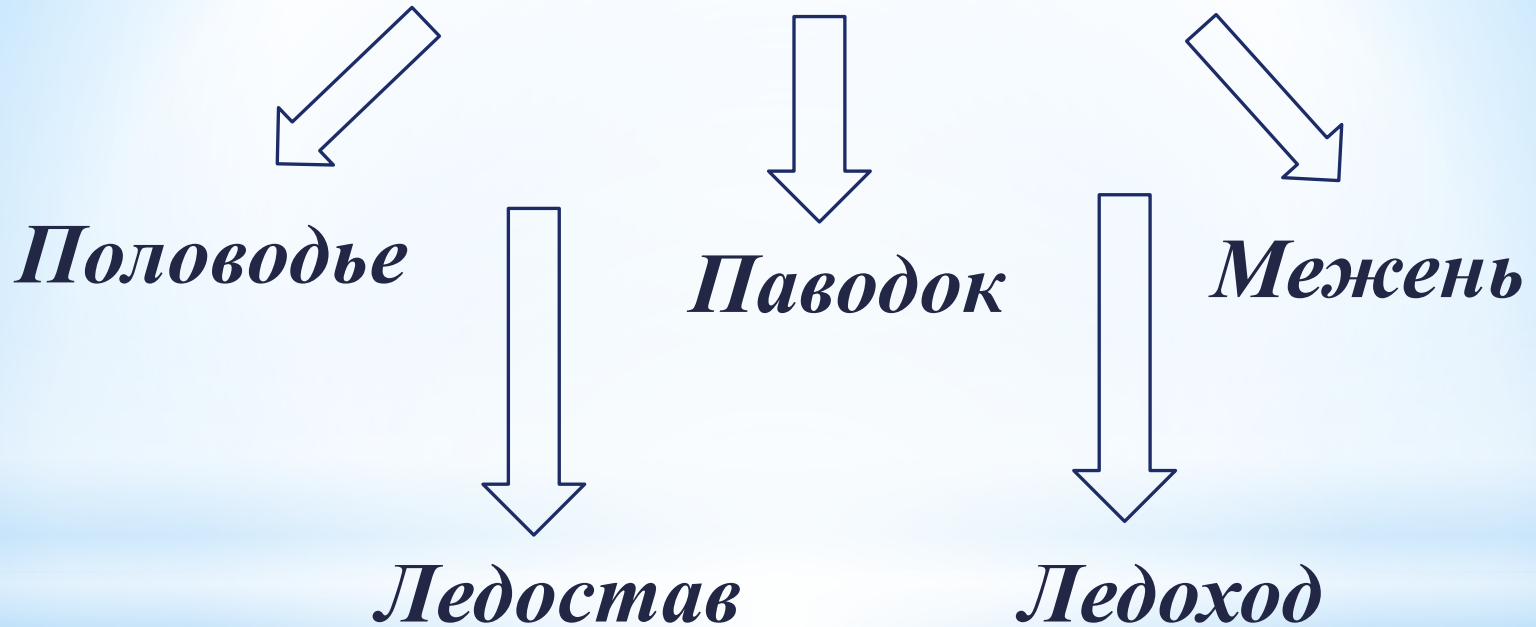 Половодье
Паводок
Межень
Ледостав
Ледоход